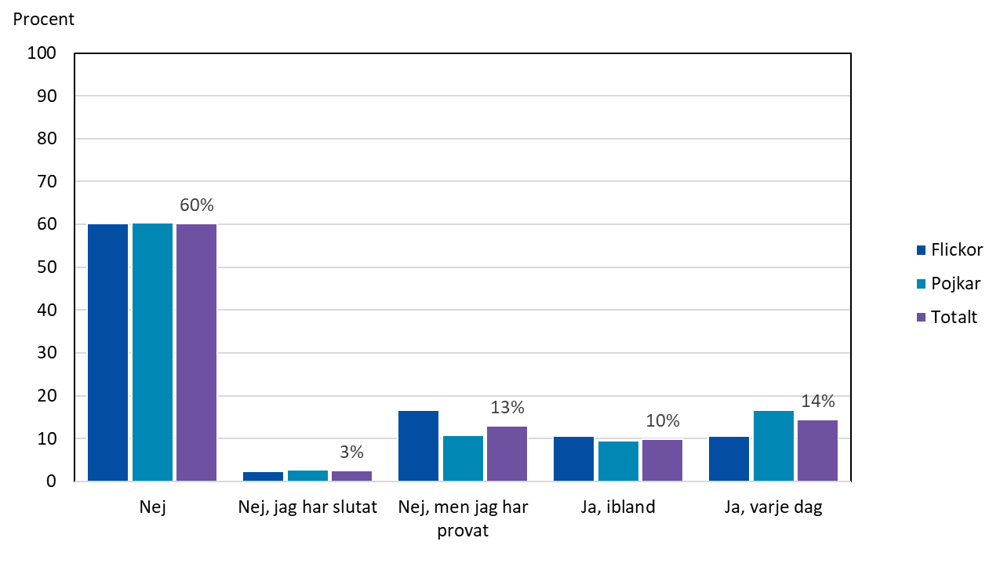 Procent
100
90
80
70
60
50
40
30
20
10
0
60%
3%
13%
10%
14%
Nej
Nej, jag har slutat
Nej, men jag har
provat
Ja, ibland
Ja, varje dag
Flickor
Pojkar
Totalt